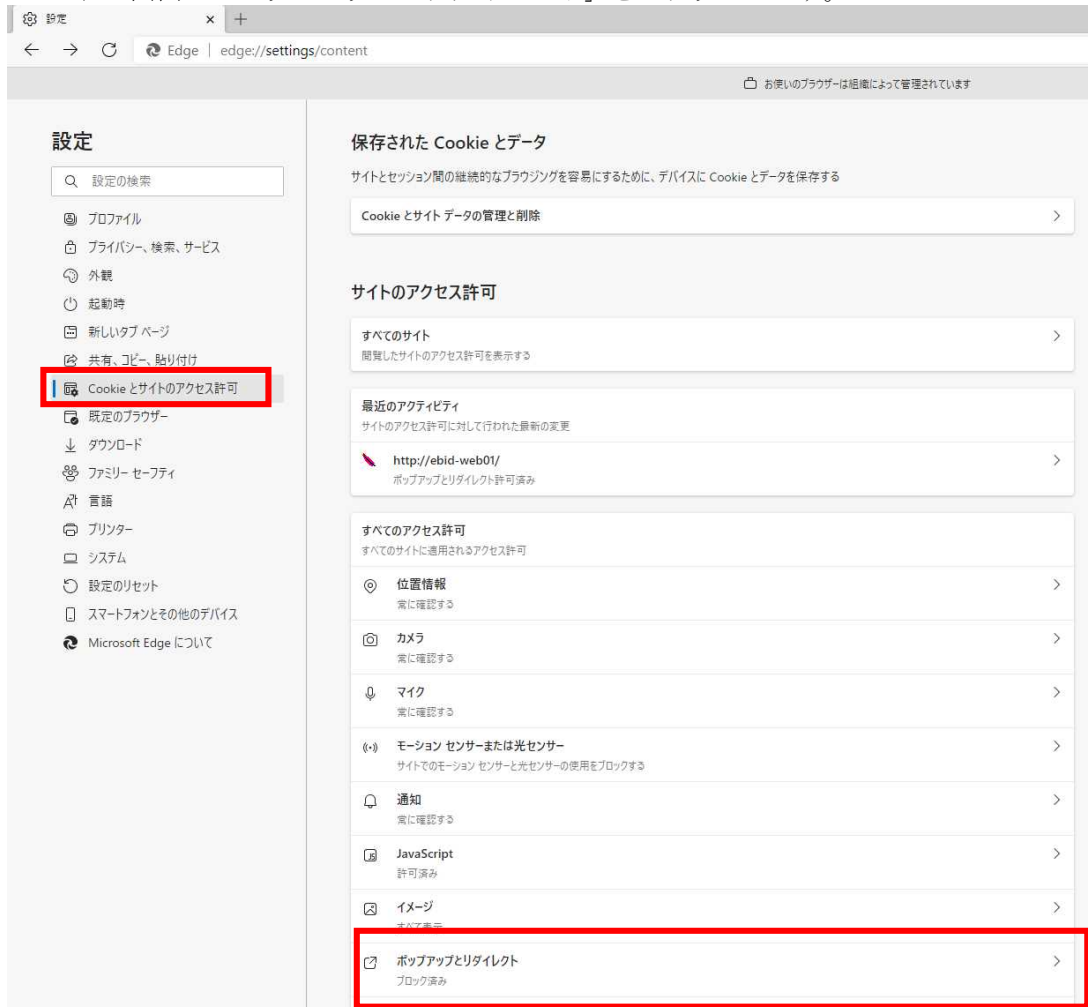 設定
Edge | edge://settings/content
お使いのブラウザーは組織によって管理されています
設定
設定の検索
プロファイル
プライバシー、検索、サービス
外観
起動時
新しいタブ ページ
共有、コピー、貼り付け
Cookie とサイトのアクセス許可
既定のブラウザー
ダウンロード
ファミリー セーフティ
言語
プリンター
システム
設定のリセット
スマートフォンとその他のデバイス
Microsoft Edge について
保存された Cookie とデータ
サイトとセッション間の継続的なブラウジングを容易にするために、デバイスに Cookie とデータを保存する
Cookie とサイト データの管理と削除
サイトのアクセス許可
すべてのサイト
閲覧したサイトのアクセス許可を表示する
最近のアクティビティ
サイトのアクセス許可に対して行われた最新の変更
http://ebid-web01/
ポップアップとリダイレクト許可済み
すべてのアクセス許可
すべてのサイトに適用されるアクセス許可
位置情報
常に確認する
カメラ
常に確認する
マイク
常に確認する
モーション センサーまたは光センサー
サイトでのモーション センサーと光センサーの使用をブロックする
通知
常に確認する
JavaScript
許可済み
イメージ
すべて表示
ポップアップとリダイレクト
ブロック済み